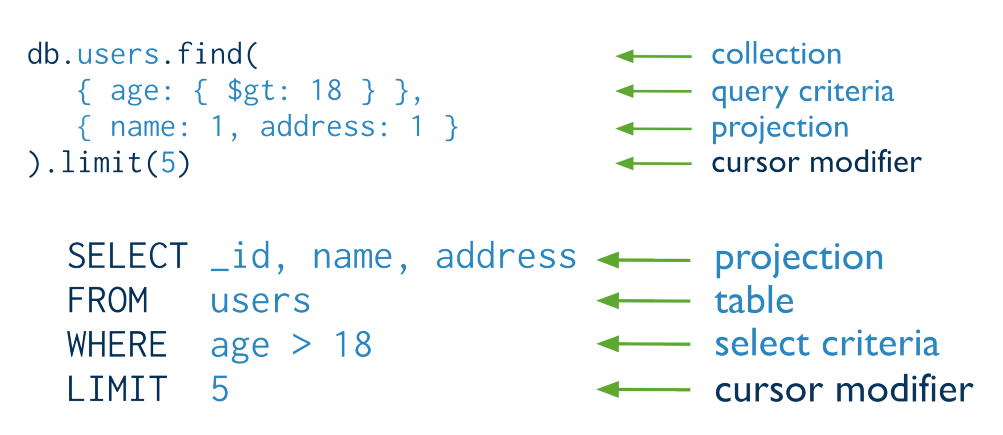 db.users.find( collection
{ age: { $gt: 18 } }, query criteria
{ name: 1, address: 1 } projection
).limit(5) cursor modifier
SELECT _id, name, address projection
FROM users table
WHERE age > 18 select criteria
LIMIT 5 cursor modifier